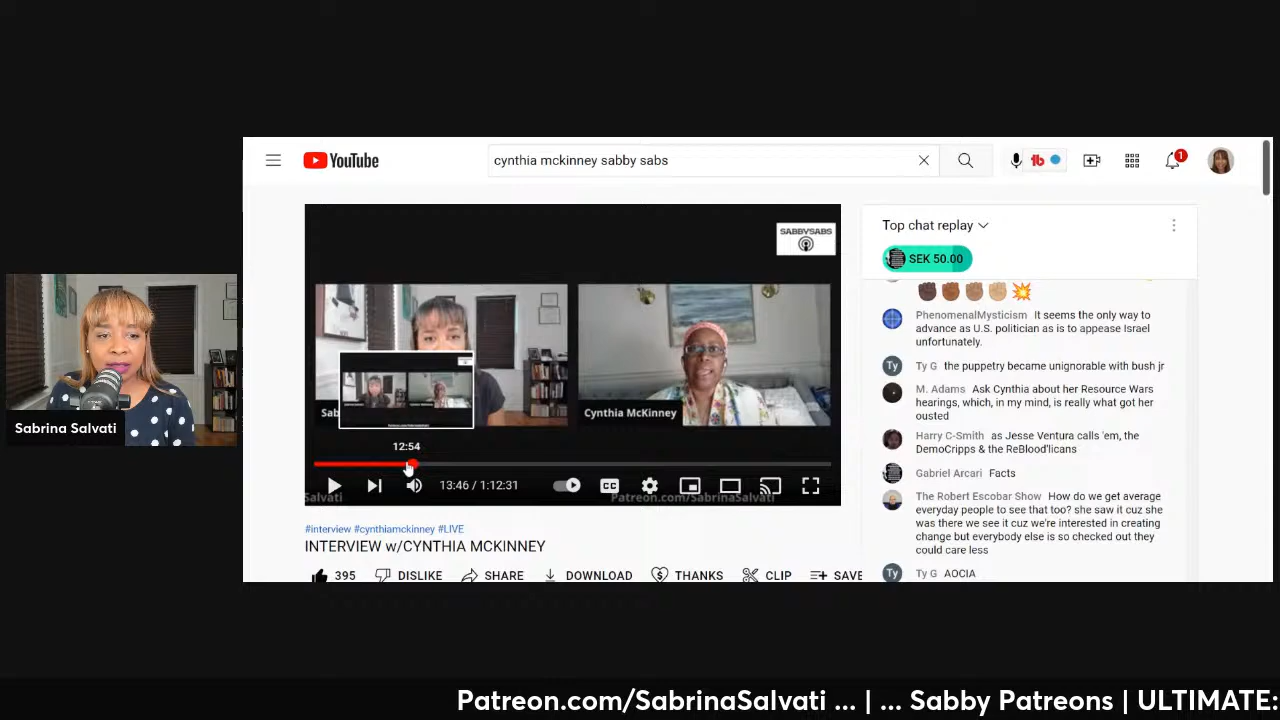 YouTube
cynthia mckinney sabby sabs
1
SABBYSABS
Sab
Cynthia McKinney
12:54
13:46 / 1:12:31
CC
Salvati
Patreon.com/SabrinaSalvati
#interview #cynthiamckinney #LIVE
INTERVIEW w/CYNTHIA MCKINNEY
395
DISLIKE
SHARE
DOWNLOAD
THANKS
CLIP
SAVE
Top chat replay
SEK 50.00
PhenomenalMysticism It seems the only way to
advance as U.S. politician as is to appease Israel
unfortunately.
Ty
Ty G the puppetry became unignorable with bush jr
M. Adams Ask Cynthia about her Resource Wars
hearings, which, in my mind, is really what got her
ousted
Harry C-Smith as Jesse Ventura calls 'em, the
DemoCripps & the ReBlood'licans
Gabriel Arcari Facts
The Robert Escobar Show How do we get average
everyday people to see that too? she saw it cuz she
was there we see it cuz we're interested in creating
change but everybody else is so checked out they
could care less
Ty
Ty G AOCIA
Sabrina Salvati
Patreon.com/SabrinaSalvati ... | ... Sabby Patreons | ULTIMATE: